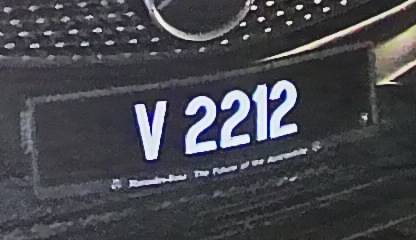 V 2212
Mercedes-Benz The Future of the Automobile